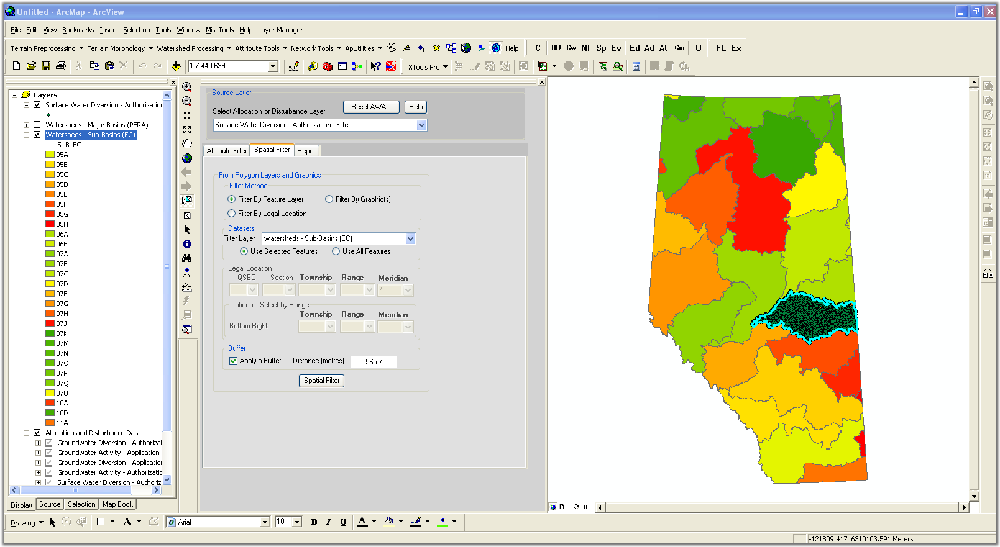 Untitled - ArcMap - ArcView
File Edit View Bookmarks Insert Selection Tools Window MiscTools Help Layer Manager
Terrain Preprocessing Terrain Morphology Watershed Processing Attribute Tools Network Tools ApUtilities Help C HD Gw Nf Sp Ev Ed Ad At Gm U FL Ex
1:7,440,699 XTools Pro
Layers
Surface Water Diversion - Authorization
Watersheds - Major Basins (PFRA)
Watersheds - Sub-Basins (EC)
SUB_EC
05A
05B
05C
05D
05E
05F
05G
05H
06A
06B
07A
07B
07C
07D
07F
07G
07H
07J
07K
07M
07N
07O
07P
07Q
07U
10A
10D
11A
Allocation and Disturbance Data
Groundwater Diversion - Authorizat
Groundwater Activity - Application
Groundwater Diversion - Application
Groundwater Activity - Authorizatio
Surface Water Diversion - Authoriz
Display Source Selection Map Book
Source Layer
Select Allocation or Disturbance Layer Reset AWAIT Help
Surface Water Diversion - Authorization - Filter
Attribute Filter Spatial Filter Report
From Polygon Layers and Graphics
Filter Method
Filter By Feature Layer Filter By Graphic(s)
Filter By Legal Location
Datasets
Filter Layer Watersheds - Sub-Basins (EC)
Use Selected Features Use All Features
Legal Location
QSEC Section Township Range Meridian
4
Optional - Select by Range
Township Range Meridian
Bottom Right
Buffer
Apply a Buffer Distance (metres) 565.7
Spatial Filter
XY
1:1
Drawing A Arial 10 B I U A
-121809.417 6310103.591 Meters